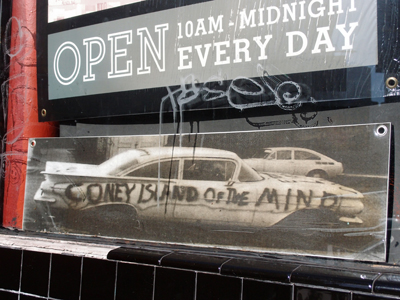 OPEN 10AM - MIDNIGHT
EVERY DAY
CONEY ISLAND OF THE MIND